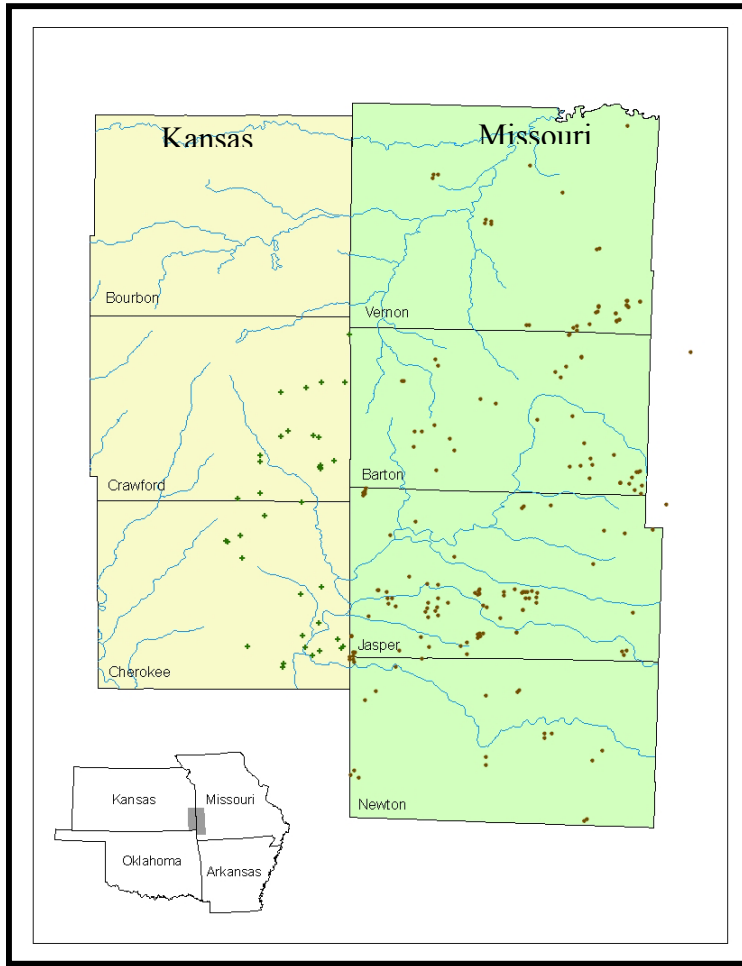 Kansas
Missouri
Bourbon
Vernon
Crawford
Barton
Cherokee
Jasper
Newton
Kansas
Missouri
Oklahoma
Arkansas